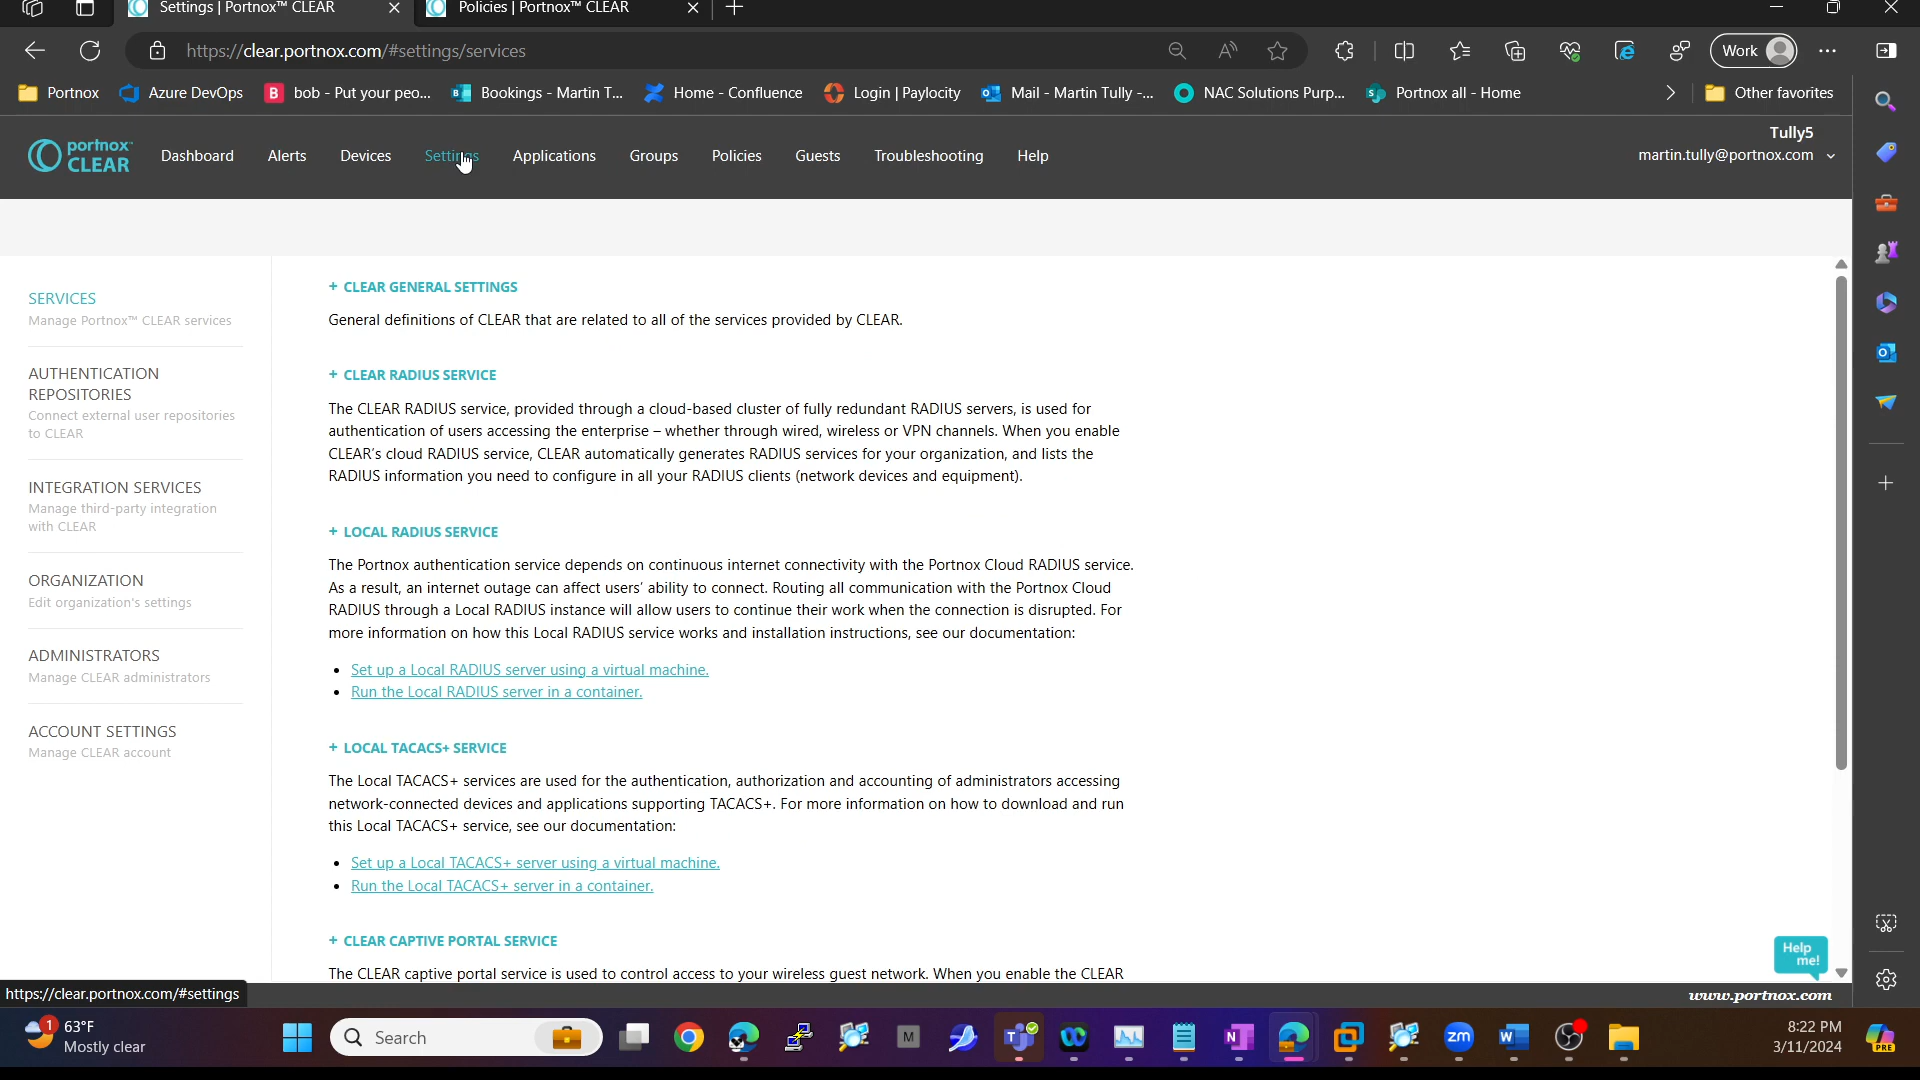 Settings | Portnox™ CLEAR
Policies | Portnox™ CLEAR
https://clear.portnox.com/#settings/services
Work
Portnox
Azure DevOps
bob - Put your peo...
Bookings - Martin T...
Home - Confluence
Login | Paylocity
Mail - Martin Tully -...
NAC Solutions Purp...
Portnox all - Home
Other favorites
portnox™
CLEAR
Dashboard
Alerts
Devices
Settings
Applications
Groups
Policies
Guests
Troubleshooting
Help
Tully5
martin.tully@portnox.com
SERVICES
Manage Portnox™ CLEAR services
AUTHENTICATION
REPOSITORIES
Connect external user repositories
to CLEAR
INTEGRATION SERVICES
Manage third-party integration
with CLEAR
ORGANIZATION
Edit organization's settings
ADMINISTRATORS
Manage CLEAR administrators
ACCOUNT SETTINGS
Manage CLEAR account
+ CLEAR GENERAL SETTINGS
General definitions of CLEAR that are related to all of the services provided by CLEAR.
+ CLEAR RADIUS SERVICE
The CLEAR RADIUS service, provided through a cloud-based cluster of fully redundant RADIUS servers, is used for
authentication of users accessing the enterprise – whether through wired, wireless or VPN channels. When you enable
CLEAR's cloud RADIUS service, CLEAR automatically generates RADIUS services for your organization, and lists the
RADIUS information you need to configure in all your RADIUS clients (network devices and equipment).
+ LOCAL RADIUS SERVICE
The Portnox authentication service depends on continuous internet connectivity with the Portnox Cloud RADIUS service.
As a result, an internet outage can affect users' ability to connect. Routing all communication with the Portnox Cloud
RADIUS through a Local RADIUS instance will allow users to continue their work when the connection is disrupted. For
more information on how this Local RADIUS service works and installation instructions, see our documentation:
• Set up a Local RADIUS server using a virtual machine.
• Run the Local RADIUS server in a container.
+ LOCAL TACACS+ SERVICE
The Local TACACS+ services are used for the authentication, authorization and accounting of administrators accessing
network-connected devices and applications supporting TACACS+. For more information on how to download and run
this Local TACACS+ service, see our documentation:
• Set up a Local TACACS+ server using a virtual machine.
• Run the Local TACACS+ server in a container.
+ CLEAR CAPTIVE PORTAL SERVICE
The CLEAR captive portal service is used to control access to your wireless guest network. When you enable the CLEAR
Help
me!
https://clear.portnox.com/#settings
www.portnox.com
1
63°F
Mostly clear
Search
M
T
N
zm
W
8:22 PM
3/11/2024
PRE